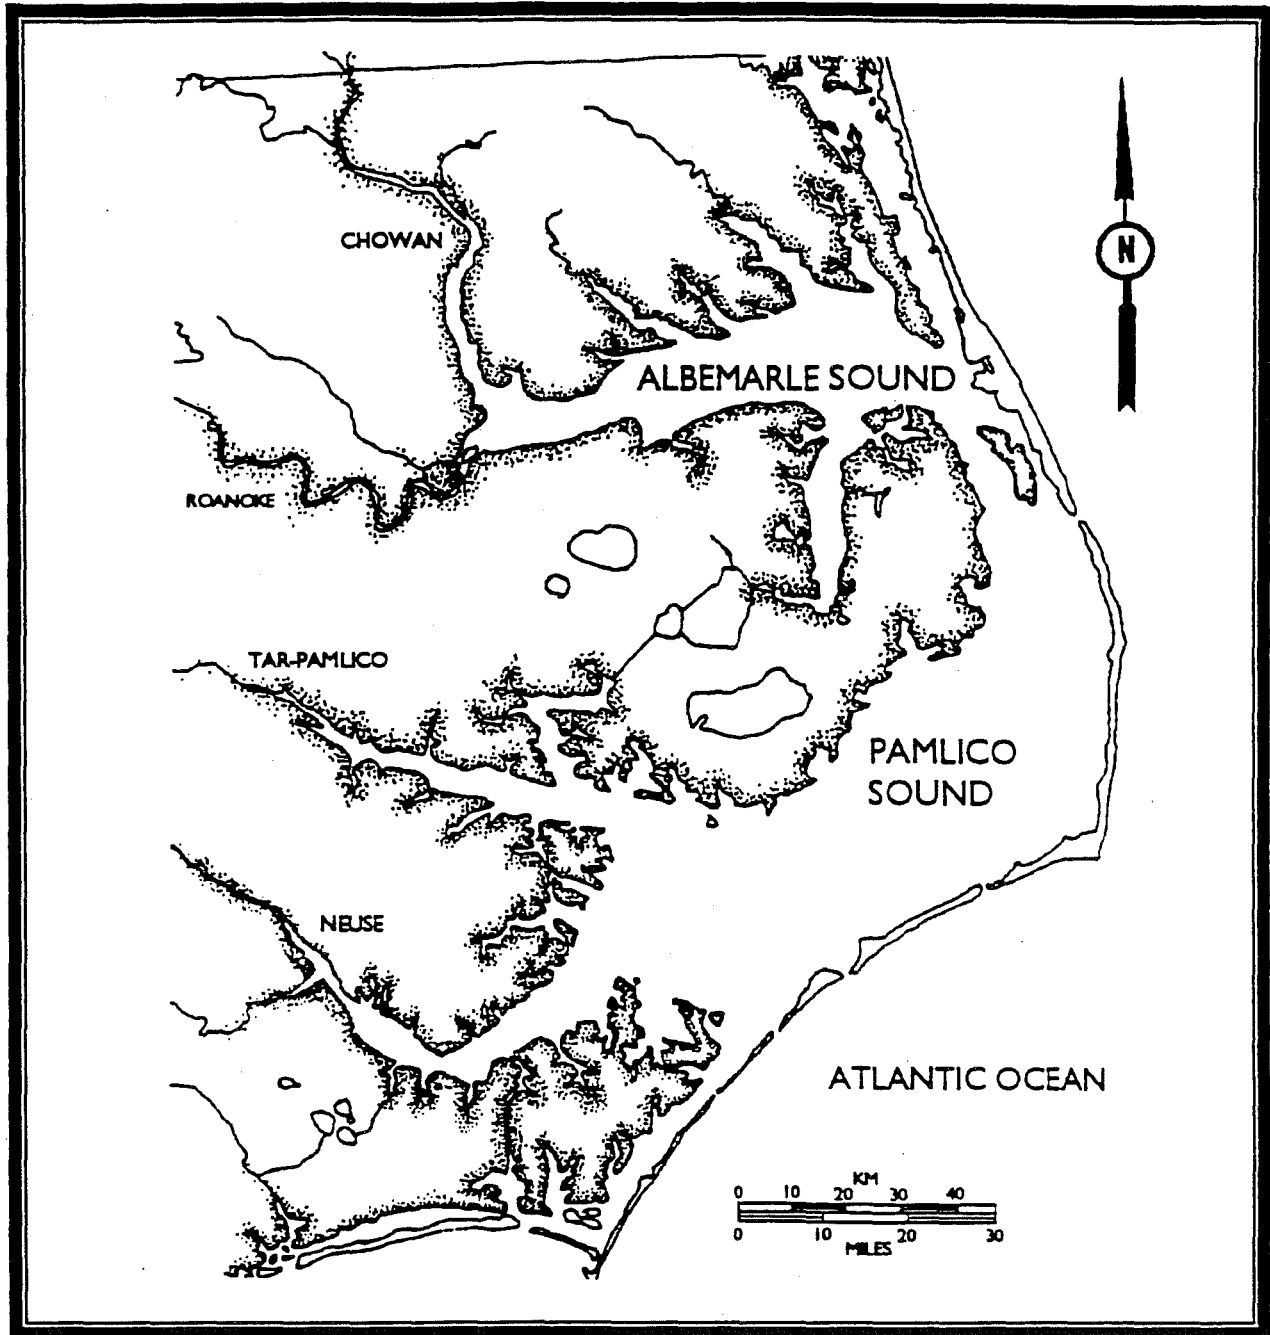 N
CHOWAN
ALBEMARLE SOUND
ROANOKE
TAR-PAMLICO
PAMLICO
SOUND
NEUSE
ATLANTIC OCEAN
KM
0 10 20 30 40
0 10 20 30
MILES